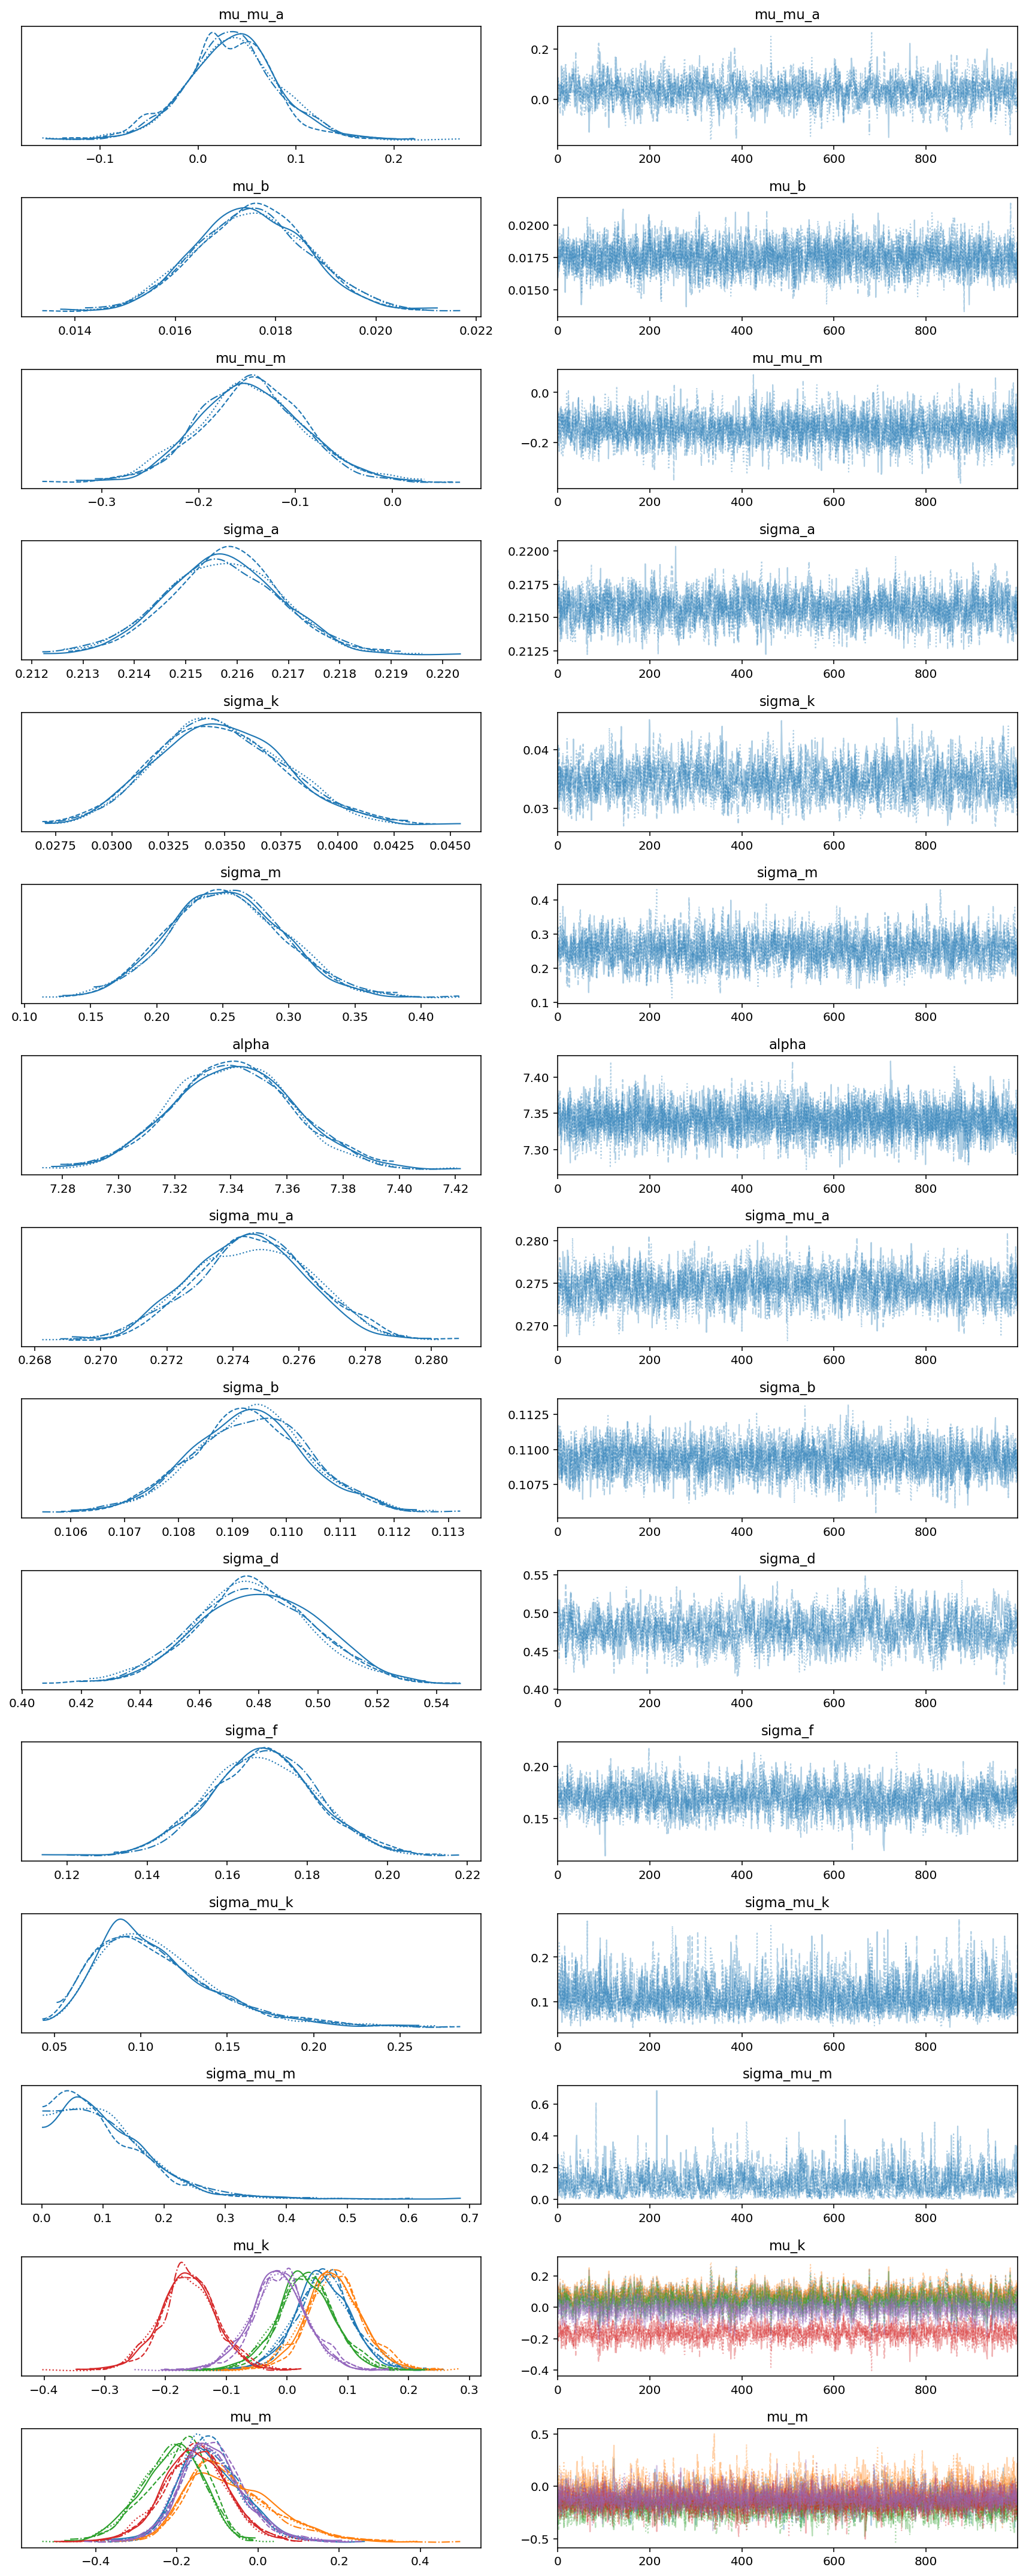 mu_mu_a mu_mu_a
0.2
0.0
−0.1 0.0 0.1 0.2 0 200 400 600 800
mu_b mu_b
0.0200
0.0175
0.0150
0.014 0.016 0.018 0.020 0.022 0 200 400 600 800
mu_mu_m mu_mu_m
0.0
−0.2
−0.3 −0.2 −0.1 0.0 0 200 400 600 800
sigma_a sigma_a
0.2200
0.2175
0.2150
0.2125
0.212 0.213 0.214 0.215 0.216 0.217 0.218 0.219 0.220 0 200 400 600 800
sigma_k sigma_k
0.04
0.03
0.0275 0.0300 0.0325 0.0350 0.0375 0.0400 0.0425 0.0450 0 200 400 600 800
sigma_m sigma_m
0.4
0.3
0.2
0.1
0.10 0.15 0.20 0.25 0.30 0.35 0.40 0 200 400 600 800
alpha alpha
7.40
7.35
7.30
7.28 7.30 7.32 7.34 7.36 7.38 7.40 7.42 0 200 400 600 800
sigma_mu_a sigma_mu_a
0.280
0.275
0.270
0.268 0.270 0.272 0.274 0.276 0.278 0.280 0 200 400 600 800
sigma_b sigma_b
0.1125
0.1100
0.1075
0.106 0.107 0.108 0.109 0.110 0.111 0.112 0.113 0 200 400 600 800
sigma_d sigma_d
0.55
0.50
0.45
0.40
0.40 0.42 0.44 0.46 0.48 0.50 0.52 0.54 0 200 400 600 800
sigma_f sigma_f
0.20
0.15
0.12 0.14 0.16 0.18 0.20 0.22 0 200 400 600 800
sigma_mu_k sigma_mu_k
0.2
0.1
0.05 0.10 0.15 0.20 0.25 0 200 400 600 800
sigma_mu_m sigma_mu_m
0.6
0.4
0.2
0.0
0.0 0.1 0.2 0.3 0.4 0.5 0.6 0.7 0 200 400 600 800
mu_k mu_k
0.2
0.0
−0.2
−0.4
−0.4 −0.3 −0.2 −0.1 0.0 0.1 0.2 0.3 0 200 400 600 800
mu_m mu_m
0.5
0.0
−0.5
−0.4 −0.2 0.0 0.2 0.4 0 200 400 600 800